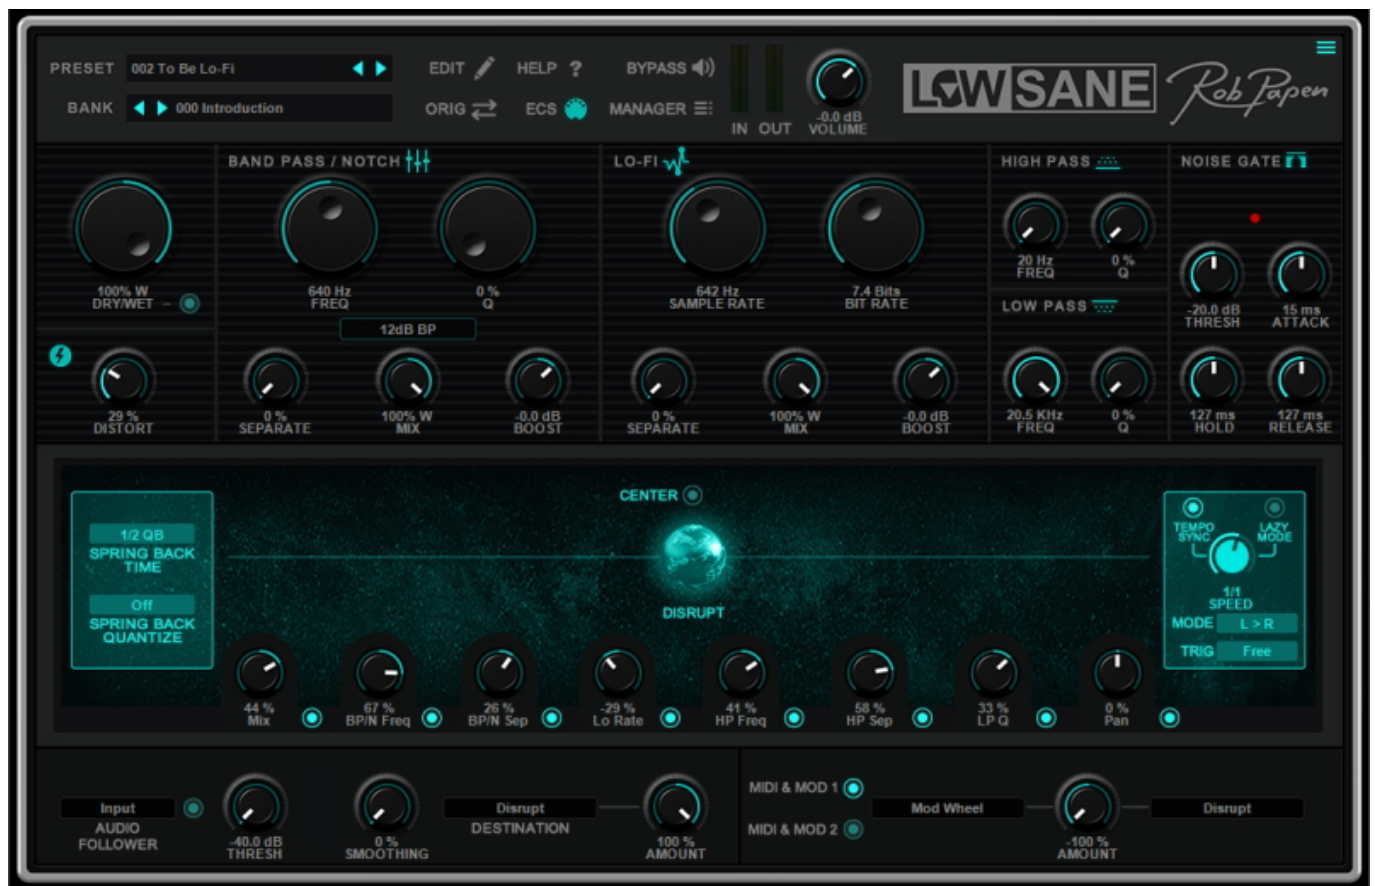 PRESET 002 To Be Lo-Fi EDIT HELP ? BYPASS
BANK 000 Introduction ORIG ECS MANAGER
IN OUT
-0.0 dB
VOLUME
LOWSANE
Rob Papen
BAND PASS / NOTCH LO-FI HIGH PASS NOISE GATE
20 Hz 0 %
FREQ Q
100% W 640 Hz 0 % 642 Hz 7.4 Bits
DRY/WET FREQ Q SAMPLE RATE BIT RATE
LOW PASS
-20.0 dB 15 ms
THRESH ATTACK
12dB BP
29 % 0 % 100% W -0.0 dB 0 % 100% W -0.0 dB 20.5 KHz 0 % 127 ms 127 ms
DISTORT SEPARATE MIX BOOST SEPARATE MIX BOOST FREQ Q HOLD RELEASE
CENTER
DISRUPT
1/2 QB
SPRING BACK
TIME
Off
SPRING BACK
QUANTIZE
TEMPO LAZY
SYNC MODE
1/1
SPEED
MODE L > R
TRIG Free
44 % 67 % 26 % -29 % 41 % 58 % 33 % 0 %
Mix BP/N Freq BP/N Sep Lo Rate HP Freq HP Sep LP Q Pan
Input
AUDIO
FOLLOWER
-40.0 dB
THRESH
0 %
SMOOTHING
Disrupt
DESTINATION
100 %
AMOUNT
MIDI & MOD 1
MIDI & MOD 2
Mod Wheel
-100 %
AMOUNT
Disrupt